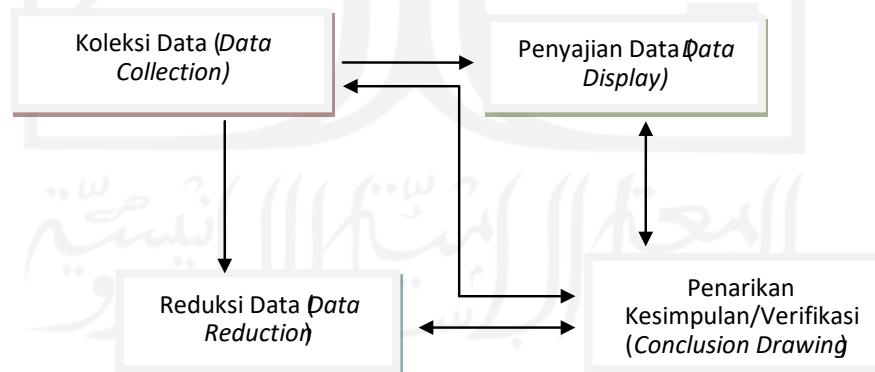 Koleksi Data (Data
Collection)
Penyajian Data (Data
Display)
Reduksi Data (Data
Reduction)
Penarikan
Kesimpulan/Verifikasi
(Conclusion Drawing)